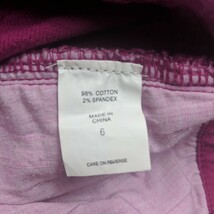 98% COTTON
2% SPANDEX
MADE IN
CHINA
6
CARE ON REVERSE